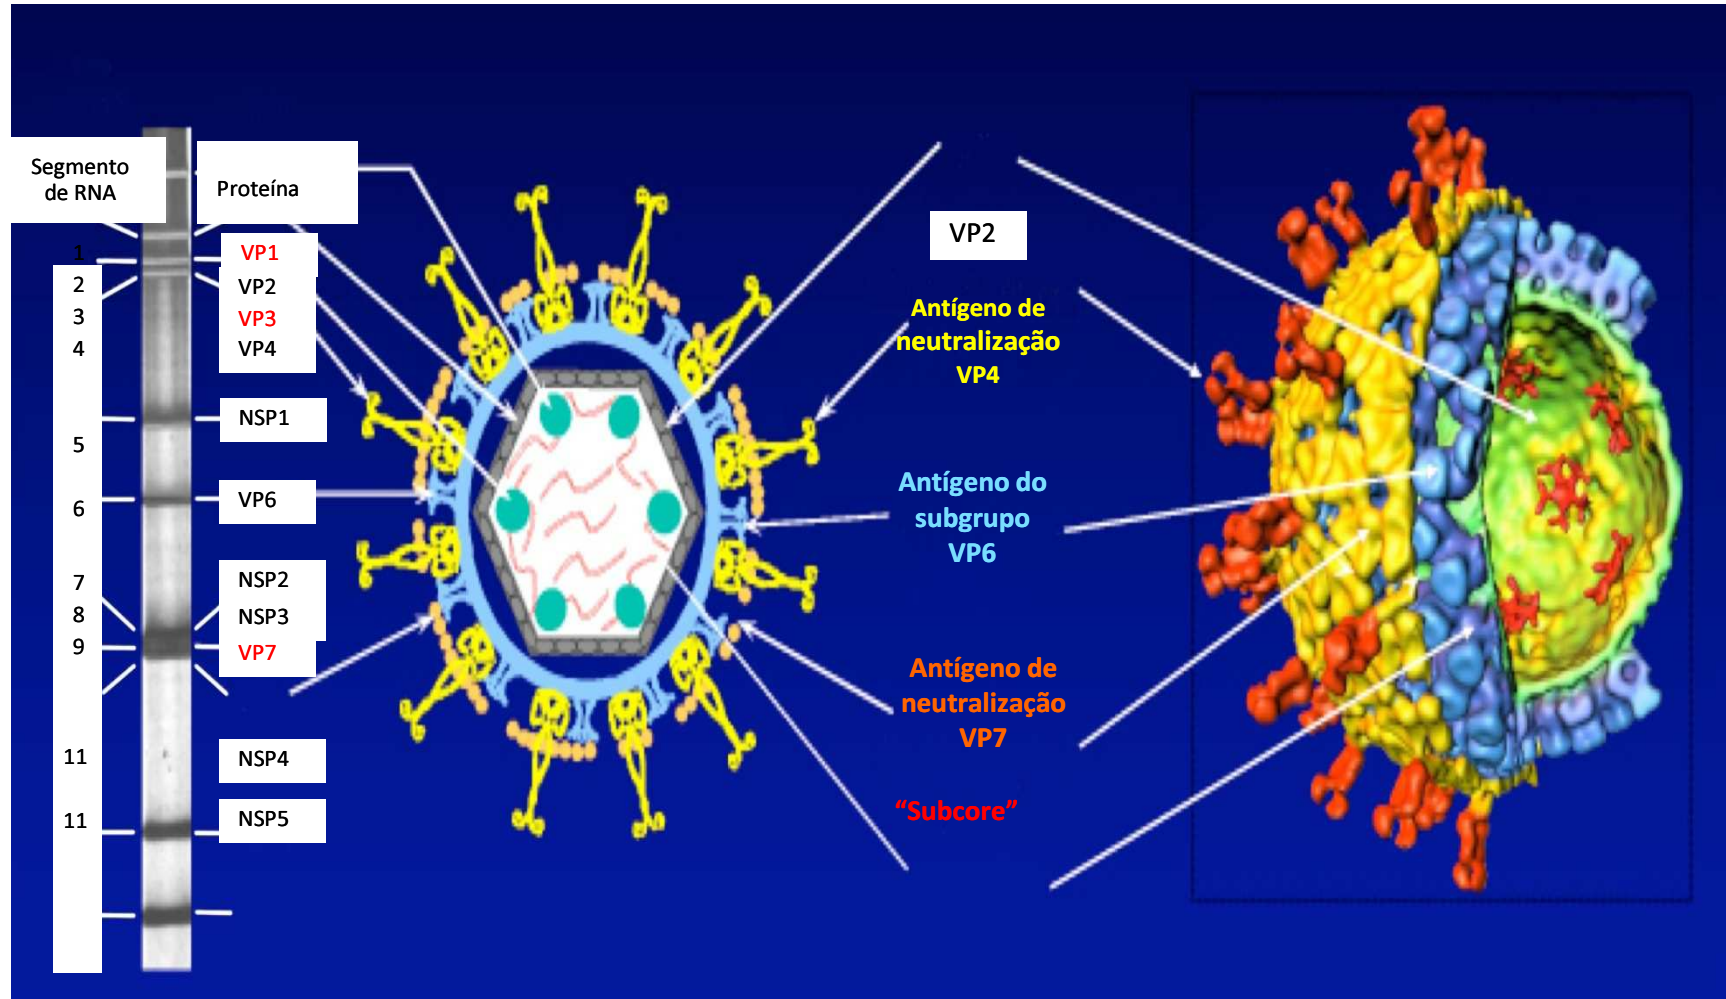 Segmento
de RNA
Proteína
1
2
3
4
5
6
7
8
9
11
11
VP1
VP2
VP3
VP4
NSP1
VP6
NSP2
NSP3
VP7
NSP4
NSP5
VP2
Antígeno de
neutralização
VP4
Antígeno do
subgrupo
VP6
Antígeno de
neutralização
VP7
“Subcore”